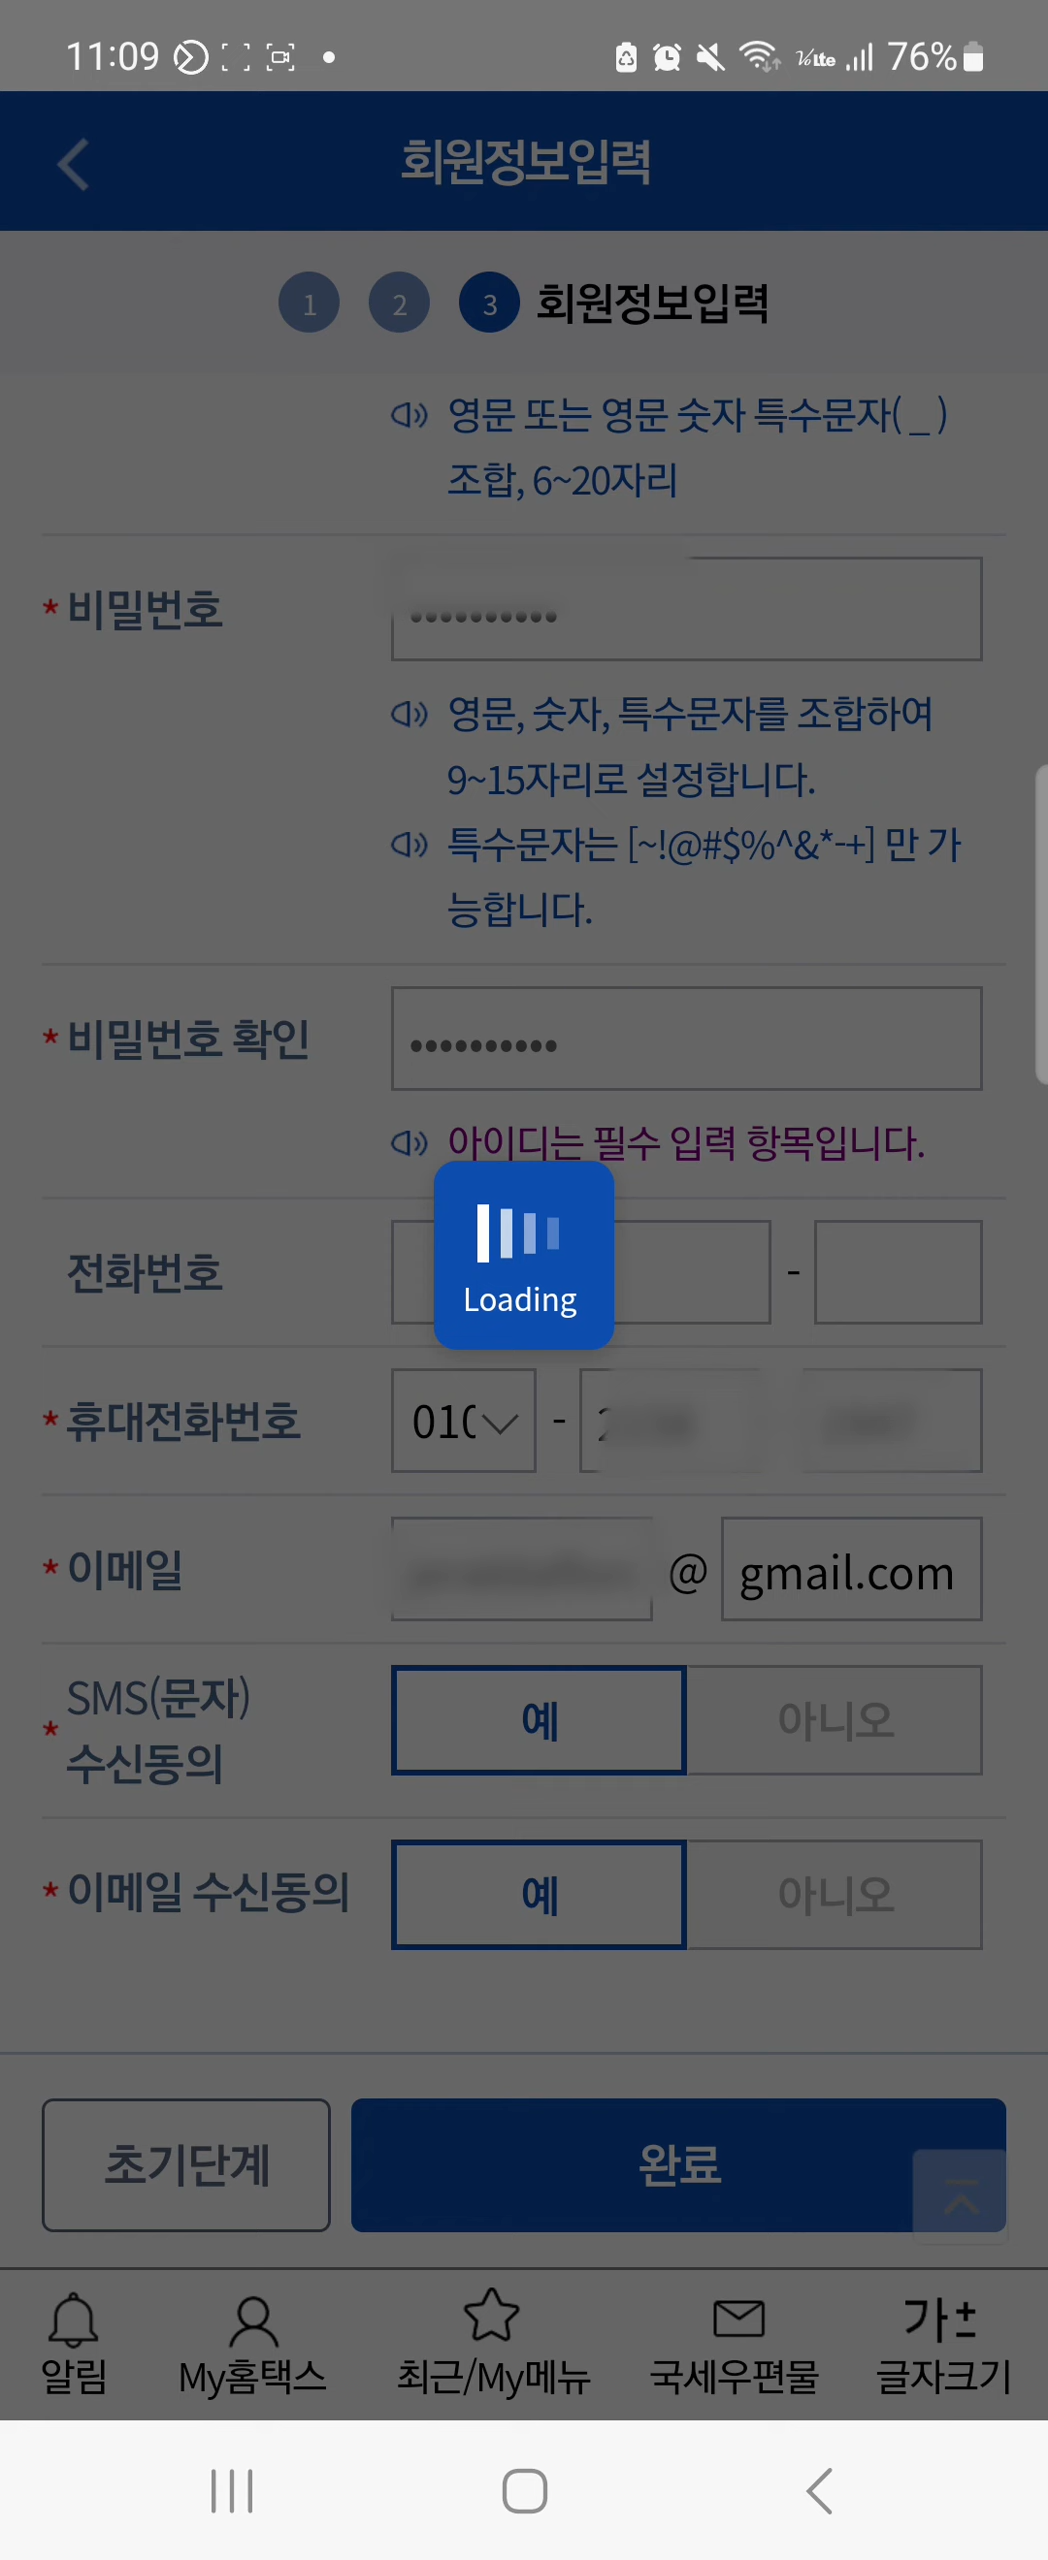 11:09 76%
회원정보입력
1 2 3 회원정보입력
영문 또는 영문 숫자 특수문자( _ )
조합, 6~20자리
* 비밀번호 ••••••••••
영문, 숫자, 특수문자를 조합하여
9~15자리로 설정합니다.
특수문자는 [~!@#$%^&*-+] 만 가
능합니다.
* 비밀번호 확인 ••••••••••
아이디는 필수 입력 항목입니다.
Loading
전화번호 -
* 휴대전화번호 010 -
* 이메일 @ gmail.com
SMS(문자)
* 수신동의 예 아니오
* 이메일 수신동의 예 아니오
초기단계 완료
가±
알림 My홈택스 최근/My메뉴 국세우편물 글자크기